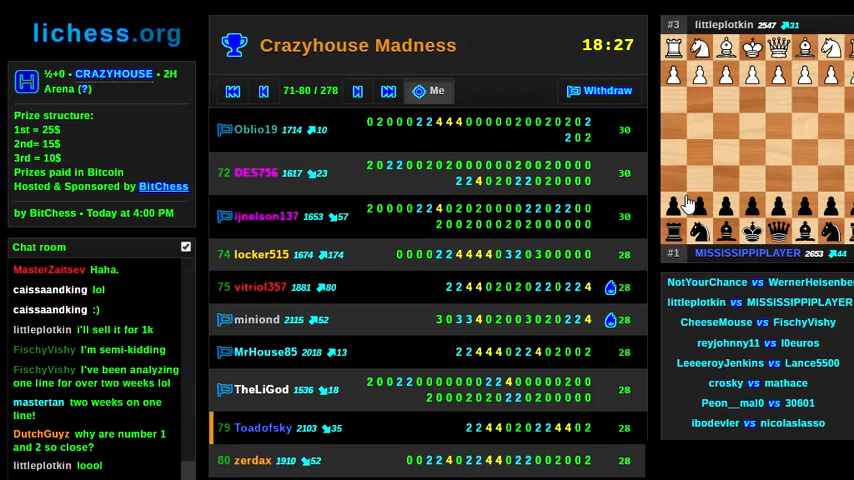 lichess.org
½+0 • CRAZYHOUSE • 2H
Arena (?)
Prize structure:
1st = 25$
2nd= 15$
3rd = 10$
Prizes paid in Bitcoin
Hosted & Sponsored by BitChess
by BitChess • Today at 4:00 PM
Chat room
MasterZaitsev Haha.
caissaandking lol
caissaandking :)
littleplotkin i'll sell it for 1k
FischyVishy I'm semi-kidding
FischyVishy I've been analyzing
one line for over two weeks lol
mastertan two weeks on one
line!
DutchGuyz why are number 1
and 2 so close?
littleplotkin loool
Crazyhouse Madness
18:27
71-80 / 278
Me
Withdraw
Oblio19 1714 ↗10 0 2 0 0 0 2 2 4 4 4 0 0 0 0 0 2 0 0 2 0 2 0 2 30
2 0 2
72 DES756 1617 ↘23 2 0 2 2 0 0 2 0 2 0 0 0 0 0 2 0 0 0 0 0 30
2 2 4 0 0 2 0 2 2 0 2 0 0 0 0
ijnelson137 1653 ↘57 2 0 0 0 0 2 2 4 0 2 0 2 0 0 0 0 2 2 0 2 2 0 0 30
2 0 0 2 0 0 2 0 0 0 2 0 0 0 0 0 0
74 locker515 1674 ↗174 0 0 0 0 2 2 4 4 4 4 0 3 2 0 3 0 0 0 0 0 28
75 vitriol357 1881 ↗80 2 2 4 4 0 2 0 2 0 2 2 0 2 2 4 28
miniond 2115 ↗52 3 0 3 3 4 0 2 0 0 3 0 2 0 2 2 4 28
MrHouse85 2018 ↗13 2 2 4 4 4 0 2 2 4 0 2 0 0 2 28
TheLiGod 1536 ↘18 2 0 0 2 2 0 0 0 0 0 0 0 2 2 4 0 0 0 0 0 0 0 0 28
2 0 0 0 2 0 2 0 0 2 2 0 2 0 0 0 0 0
79 Toadofsky 2103 ↘35 2 2 4 4 0 2 0 2 2 4 4 0 2 28
80 zerdax 1910 ↘52 0 0 2 2 4 0 2 2 4 4 0 2 2 0 0 2 0 0 2 28
#3 littleplotkin 2547 ↗31
#1 MISSISSIPPIPLAYER 2653 ↗44
NotYourChance vs WernerHeisenbe
littleplotkin vs MISSISSIPPIPLAYER
CheeseMouse vs FischyVishy
reyjohnny11 vs l0euros
LeeeeroyJenkins vs Lance5500
crosky vs mathace
Peon__mal0 vs 30601
ibodevler vs nicolaslasso